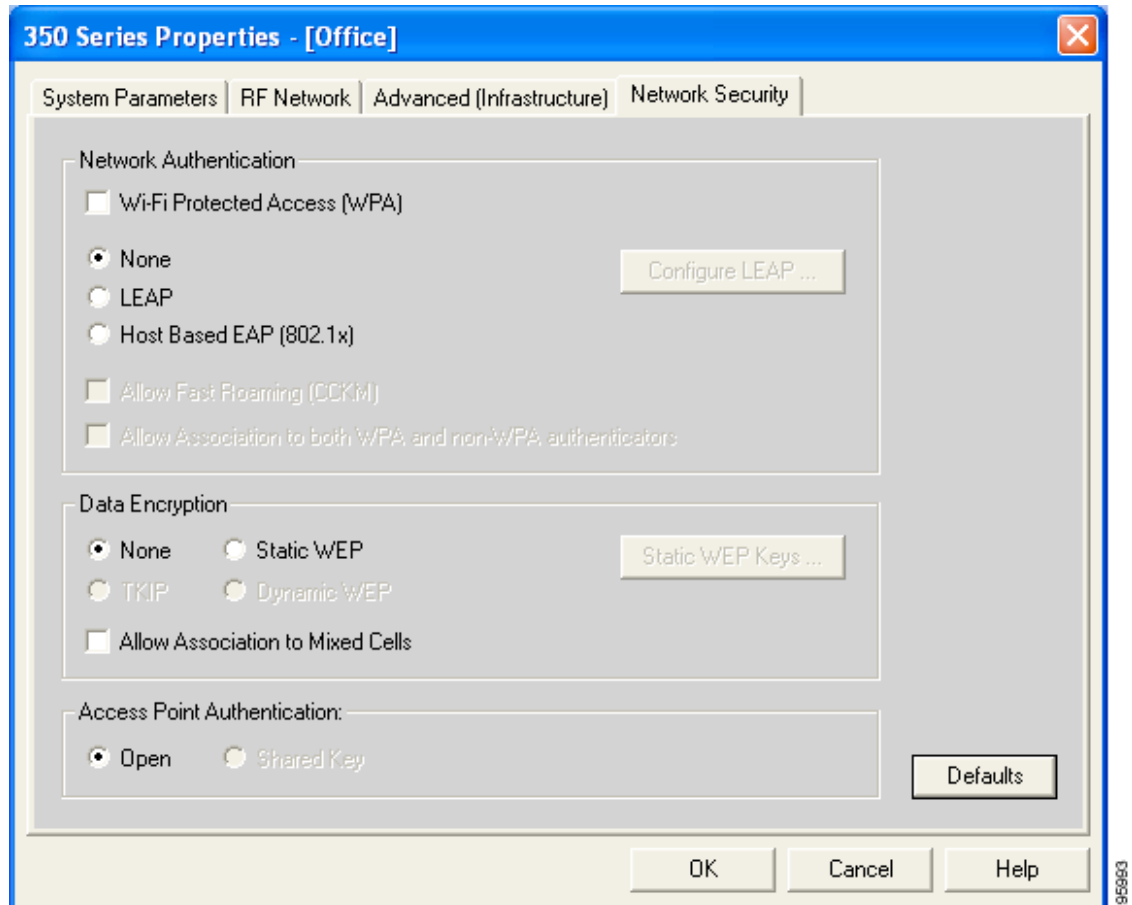 350 Series Properties - [Office]
System Parameters RF Network Advanced (Infrastructure) Network Security
Network Authentication
Wi-Fi Protected Access (WPA)
None
Configure LEAP ...
LEAP
Host Based EAP (802.1x)
Allow Fast Roaming (CCKM)
Allow Association to both WPA and non-WPA authenticators
Data Encryption
None Static WEP
Static WEP Keys ...
TKIP Dynamic WEP
Allow Association to Mixed Cells
Access Point Authentication:
Open Shared Key
Defaults
OK Cancel Help
95993